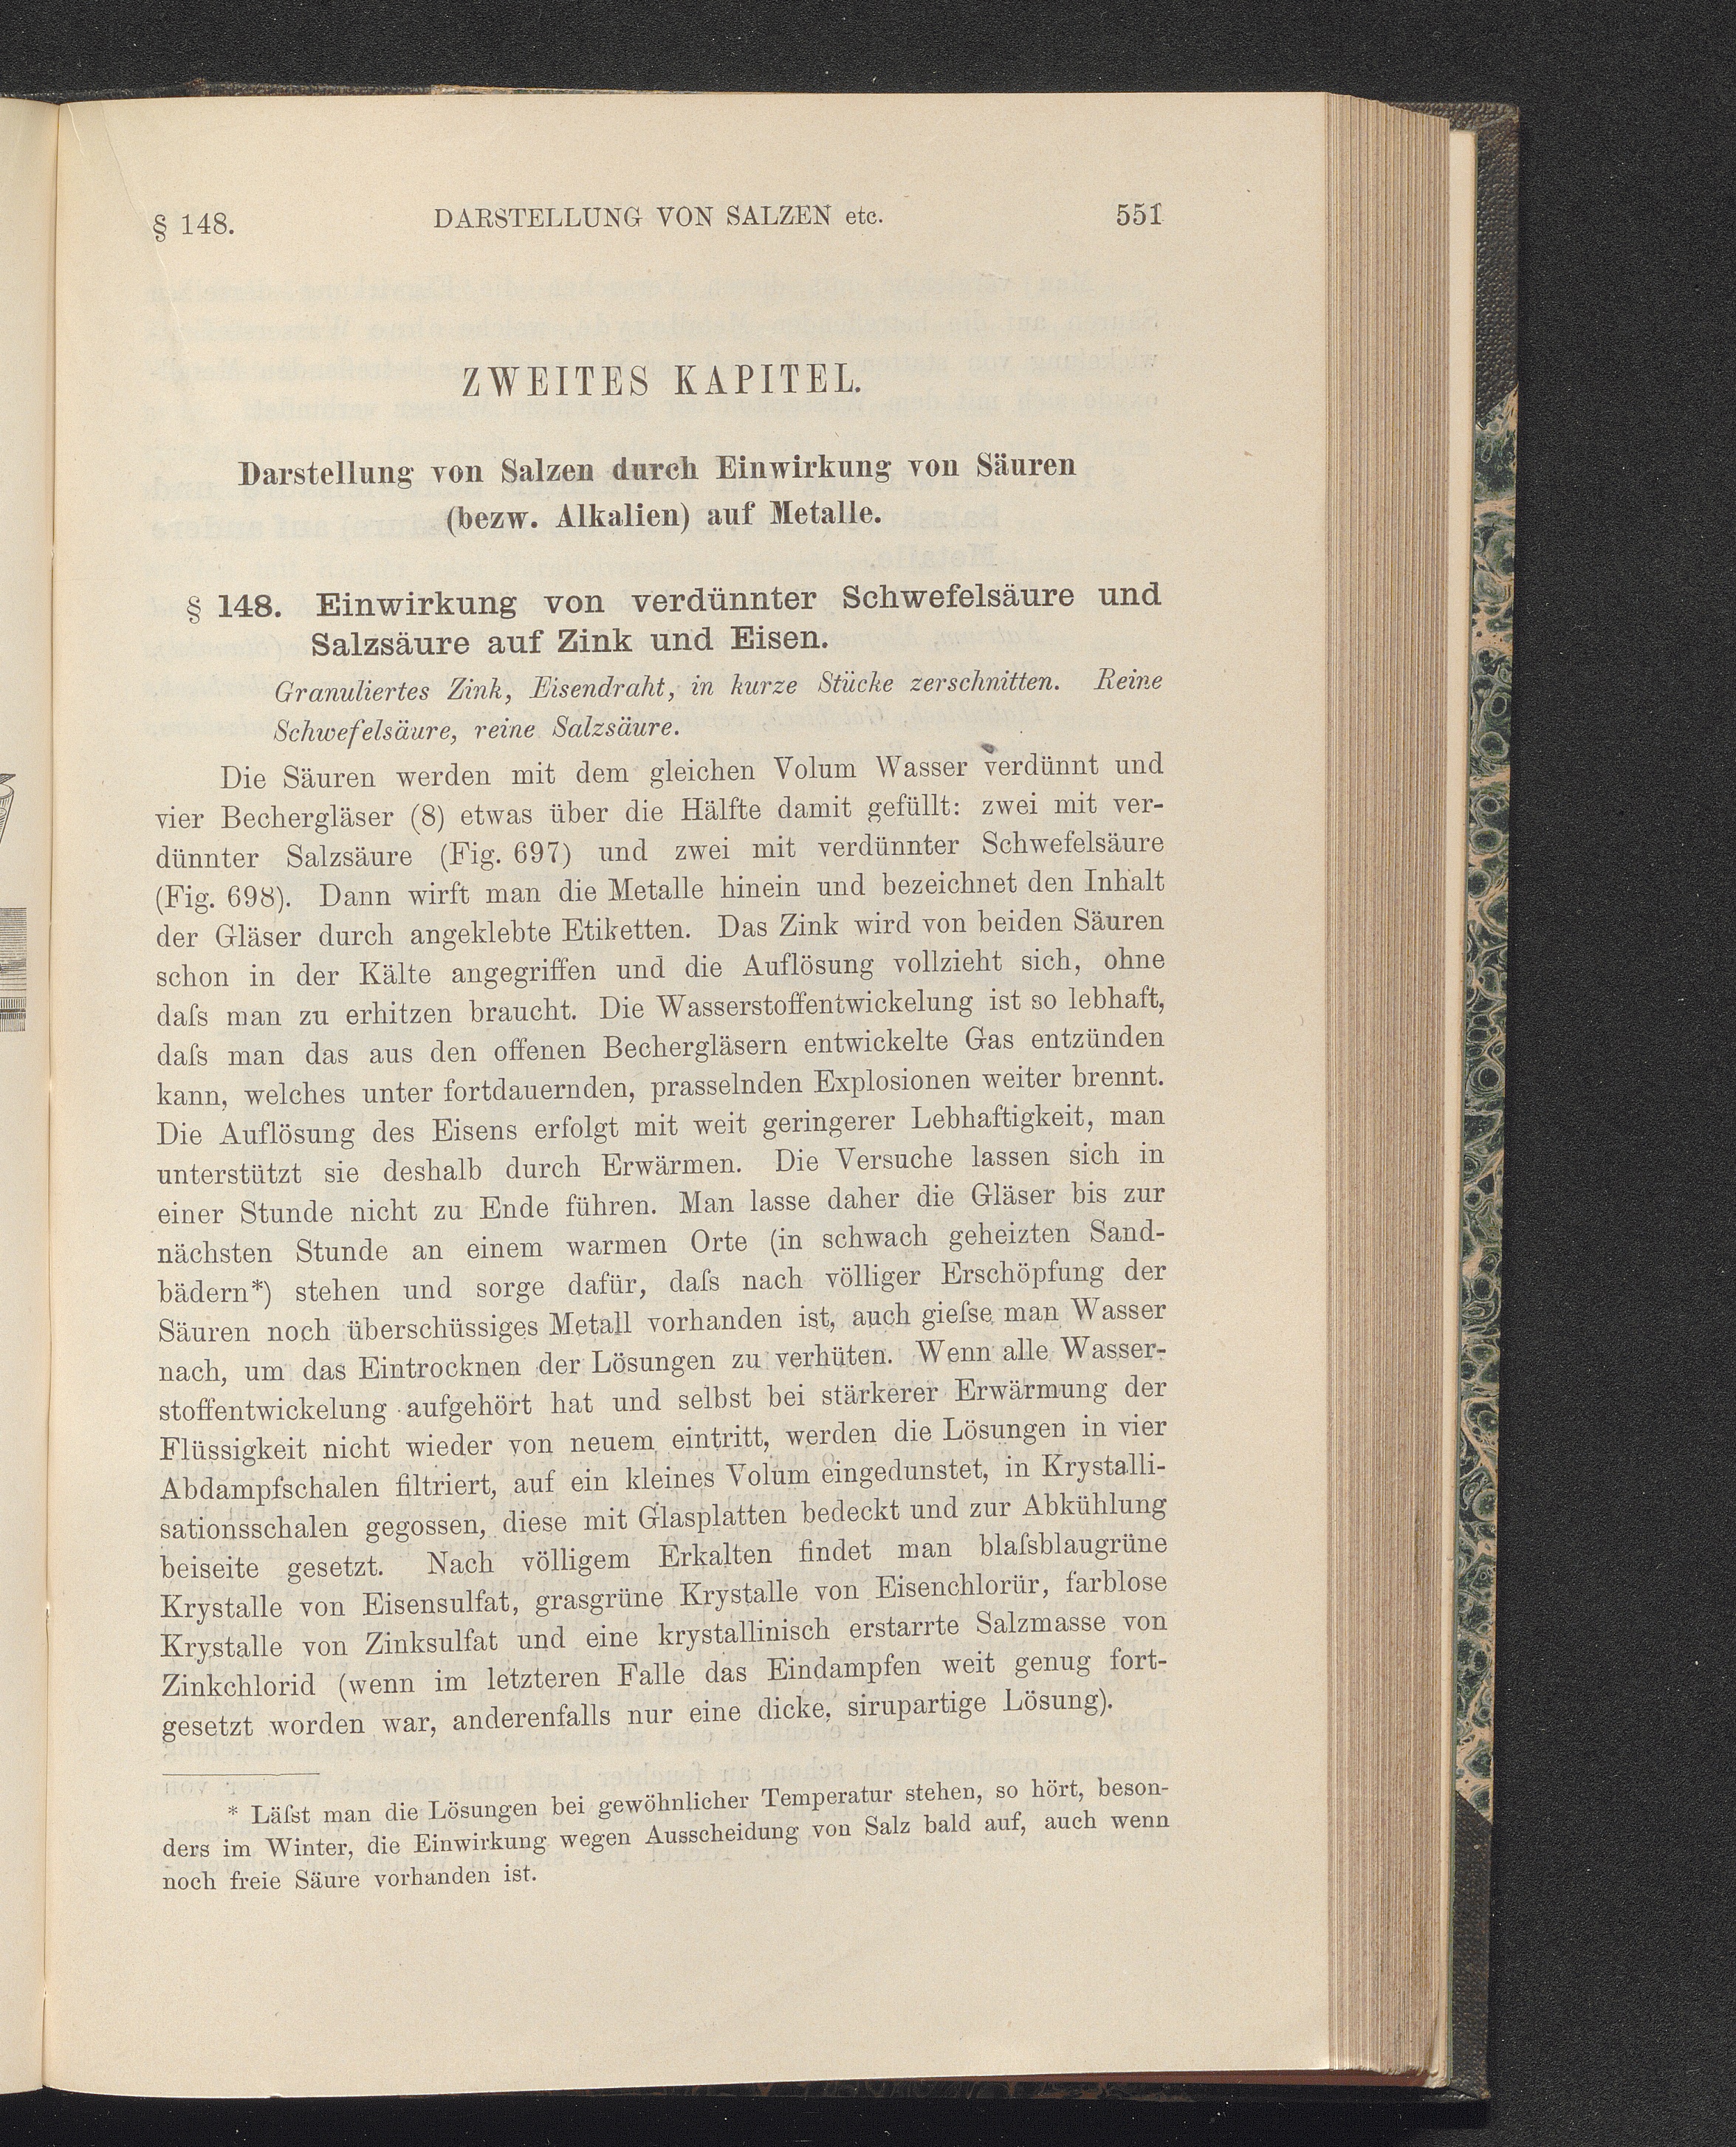 § 148. DARSTELLUNG VON SALZEN etc. 551
ZWEITES KAPITEL.
Darstellung von Salzen durch Einwirkung von Säuren
(bezw. Alkalien) auf Metalle.
§ 148. Einwirkung von verdünnter Schwefelsäure und
Salzsäure auf Zink und Eisen.
Granuliertes Zink, Eisendraht, in kurze Stücke zerschnitten. Reine
Schwefelsäure, reine Salzsäure.
Die Säuren werden mit dem gleichen Volum Wasser verdünnt und
vier Bechergläser (8) etwas über die Hälfte damit gefüllt: zwei mit ver-
dünnter Salzsäure (Fig. 697) und zwei mit verdünnter Schwefelsäure
(Fig. 698). Dann wirft man die Metalle hinein und bezeichnet den Inhalt
der Gläser durch angeklebte Etiketten. Das Zink wird von beiden Säuren
schon in der Kälte angegriffen und die Auflösung vollzieht sich, ohne
daſs man zu erhitzen braucht. Die Wasserstoffentwickelung ist so lebhaft,
daſs man das aus den offenen Bechergläsern entwickelte Gas entzünden
kann, welches unter fortdauernden, prasselnden Explosionen weiter brennt.
Die Auflösung des Eisens erfolgt mit weit geringerer Lebhaftigkeit, man
unterstützt sie deshalb durch Erwärmen. Die Versuche lassen sich in
einer Stunde nicht zu Ende führen. Man lasse daher die Gläser bis zur
nächsten Stunde an einem warmen Orte (in schwach geheizten Sand-
bädern*) stehen und sorge dafür, daſs nach völliger Erschöpfung der
Säuren noch überschüssiges Metall vorhanden ist, auch gieſse man Wasser
nach, um das Eintrocknen der Lösungen zu verhüten. Wenn alle Wasser-
stoffentwickelung aufgehört hat und selbst bei stärkerer Erwärmung der
Flüssigkeit nicht wieder von neuem eintritt, werden die Lösungen in vier
Abdampfschalen filtriert, auf ein kleines Volum eingedunstet, in Krystalli-
sationsschalen gegossen, diese mit Glasplatten bedeckt und zur Abkühlung
beiseite gesetzt. Nach völligem Erkalten findet man blaſsblaugrüne
Krystalle von Eisensulfat, grasgrüne Krystalle von Eisenchlorür, farblose
Krystalle von Zinksulfat und eine krystallinisch erstarrte Salzmasse von
Zinkchlorid (wenn im letzteren Falle das Eindampfen weit genug fort-
gesetzt worden war, anderenfalls nur eine dicke, sirupartige Lösung).
* Läſst man die Lösungen bei gewöhnlicher Temperatur stehen, so hört, beson-
ders im Winter, die Einwirkung wegen Ausscheidung von Salz bald auf, auch wenn
noch freie Säure vorhanden ist.